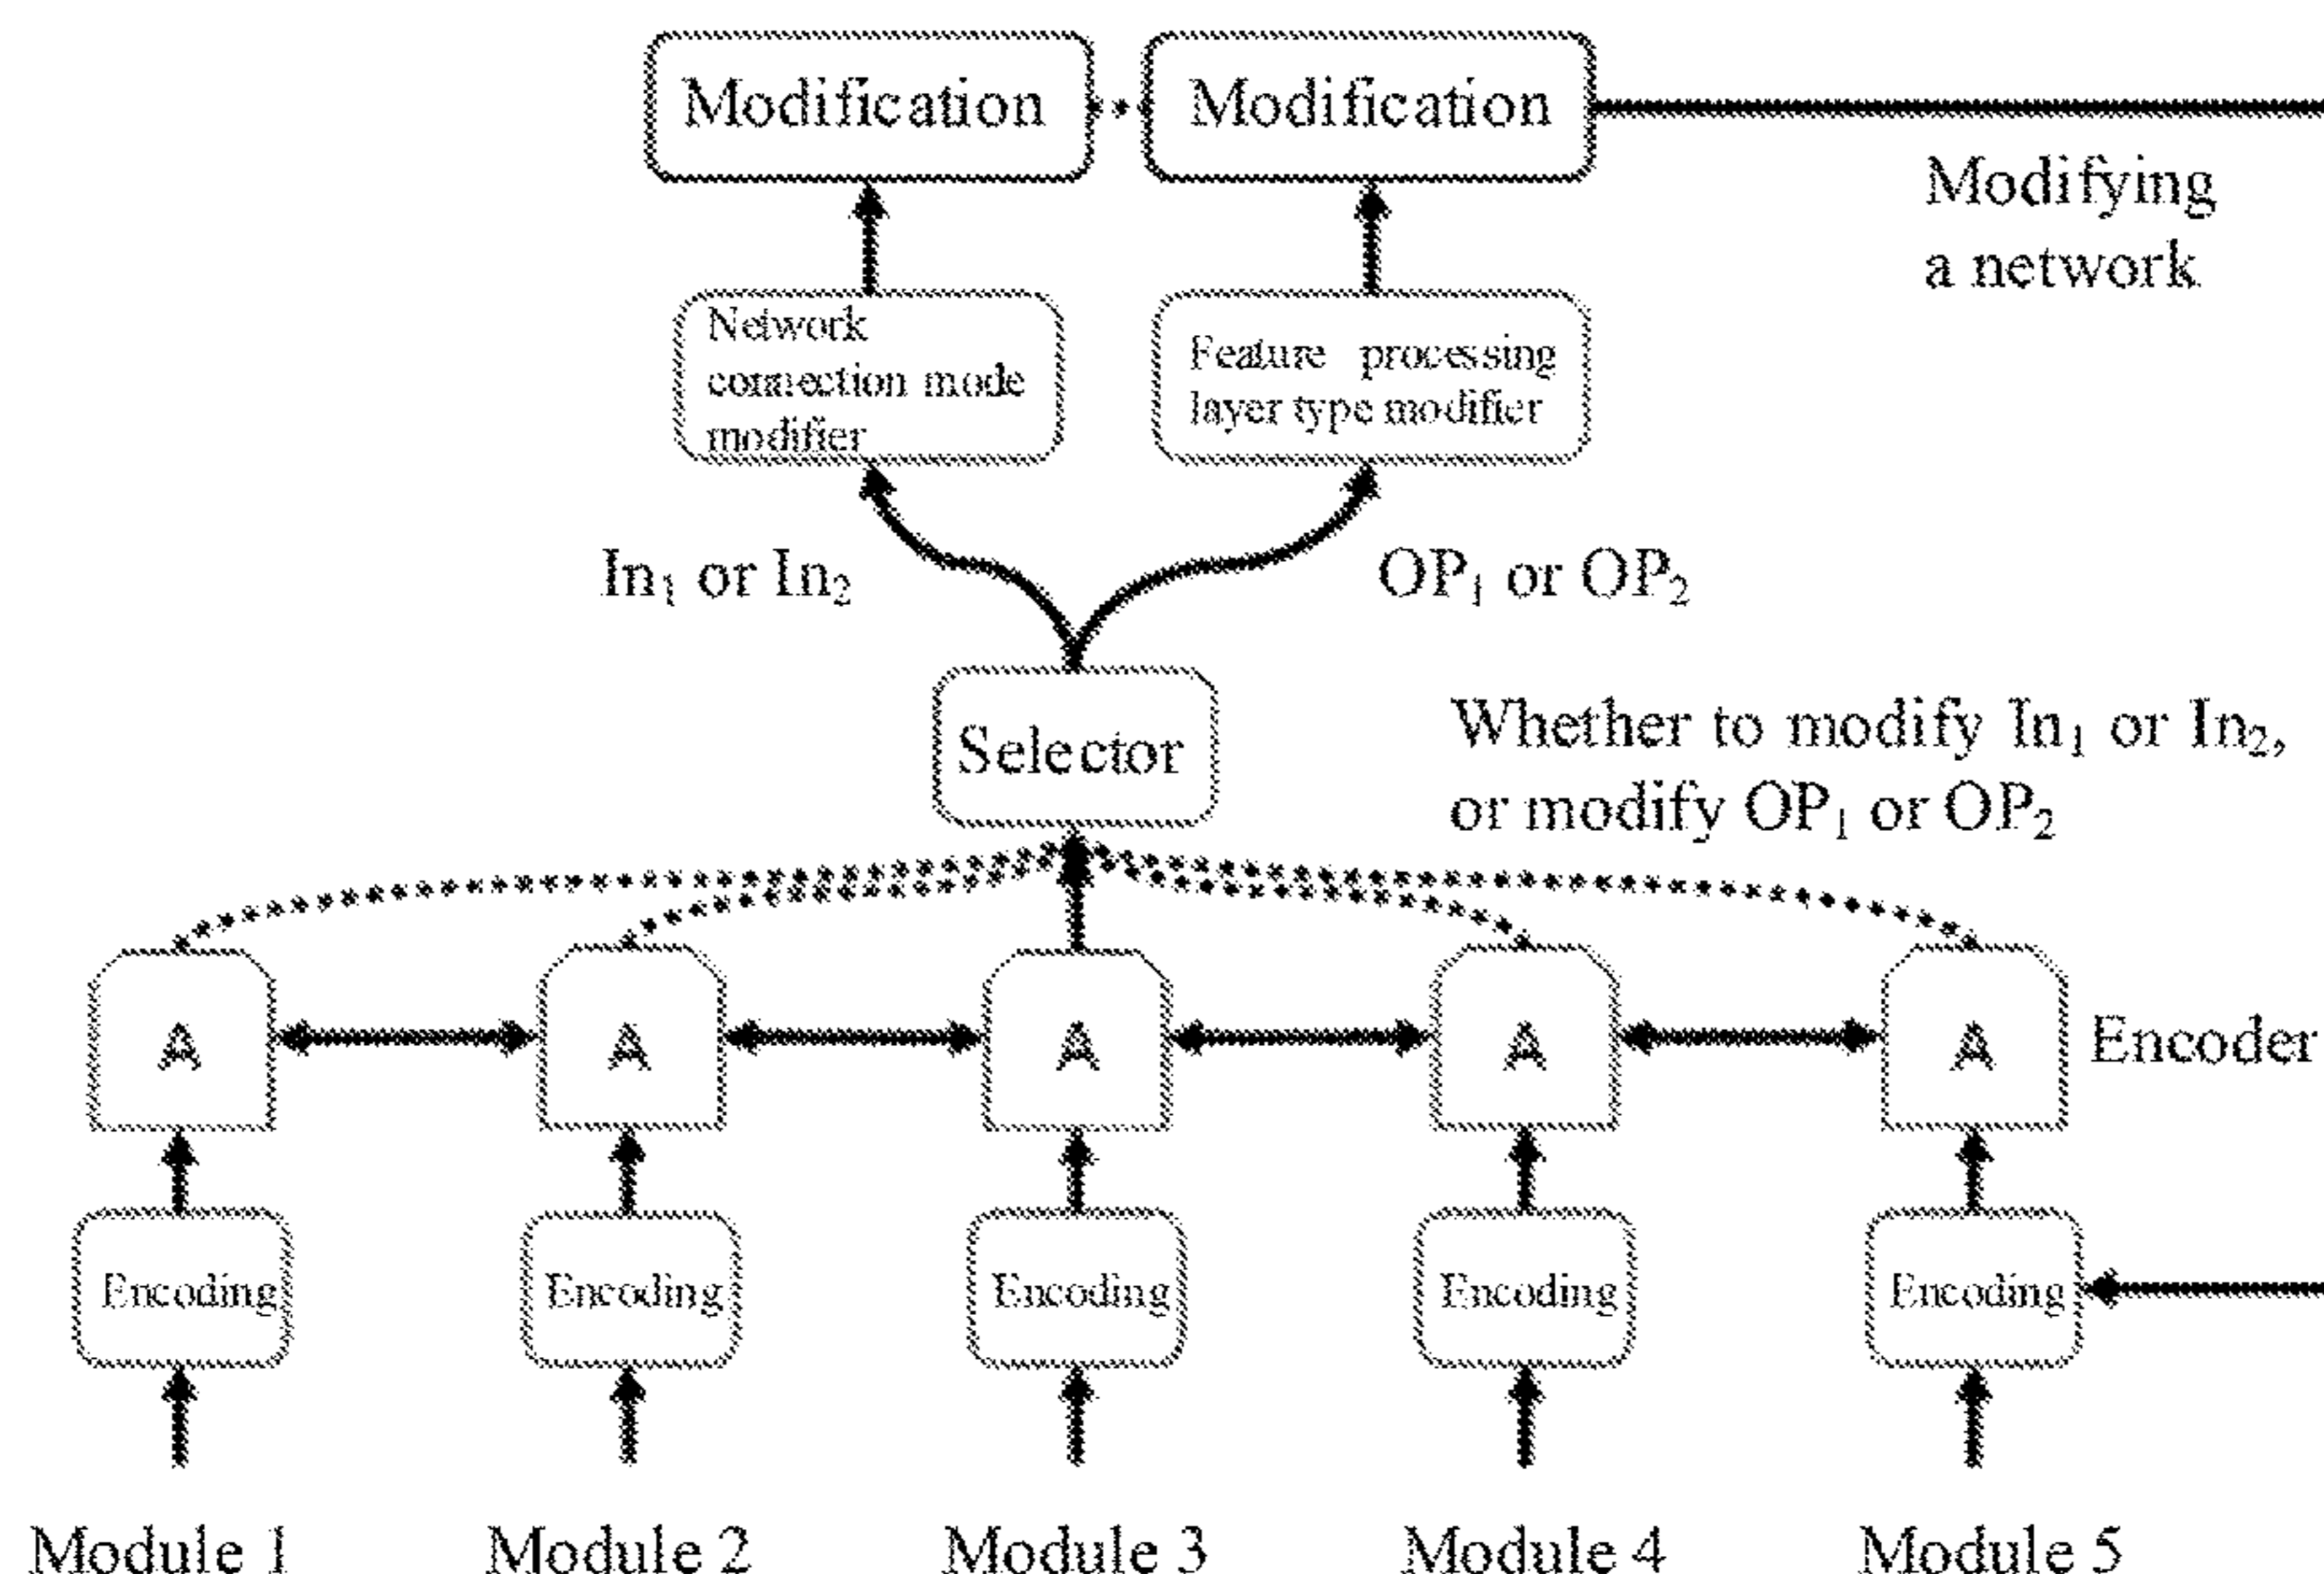 Modification
Modification
Modifying
a network
Network
connection mode
modifier
Feature processing
layer type modifier
In₁ or In₂
OP₁ or OP₂
Selector
Whether to modify In₁ or In₂,
or modify OP₁ or OP₂
A
A
A
A
A
Encoder
Encoding
Encoding
Encoding
Encoding
Encoding
Module 1
Module 2
Module 3
Module 4
Module 5